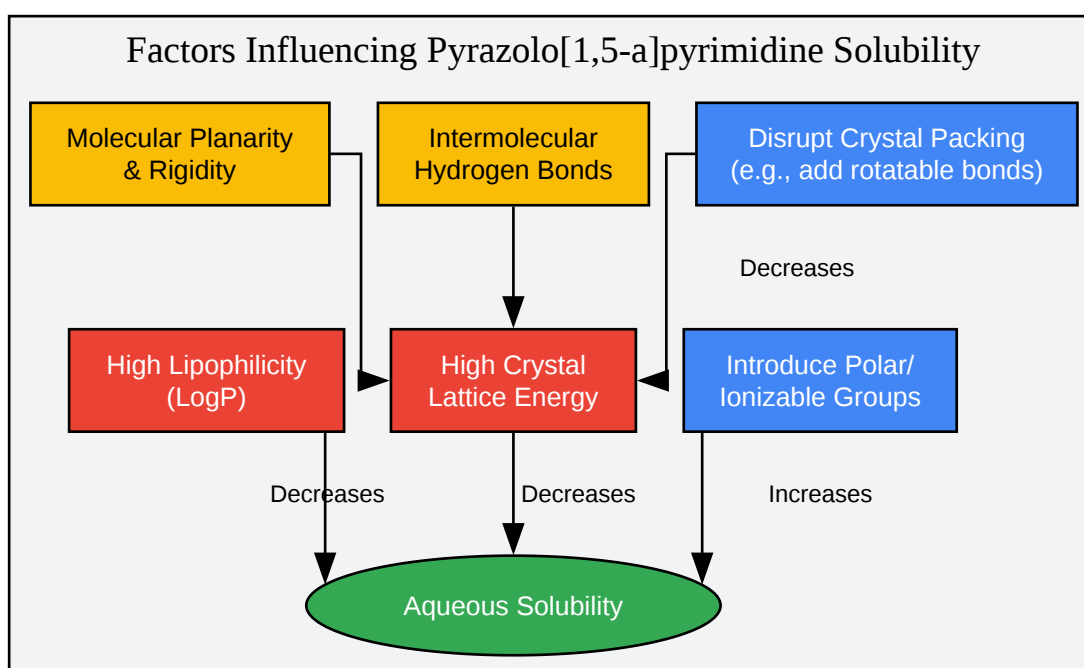 Factors Influencing Pyrazolo[1,5-a]pyrimidine Solubility
Molecular Planarity
& Rigidity
Intermolecular
Hydrogen Bonds
Disrupt Crystal Packing
(e.g., add rotatable bonds)
Decreases
High Lipophilicity
(LogP)
High Crystal
Lattice Energy
Introduce Polar/
Ionizable Groups
Decreases
Decreases
Increases
Aqueous Solubility